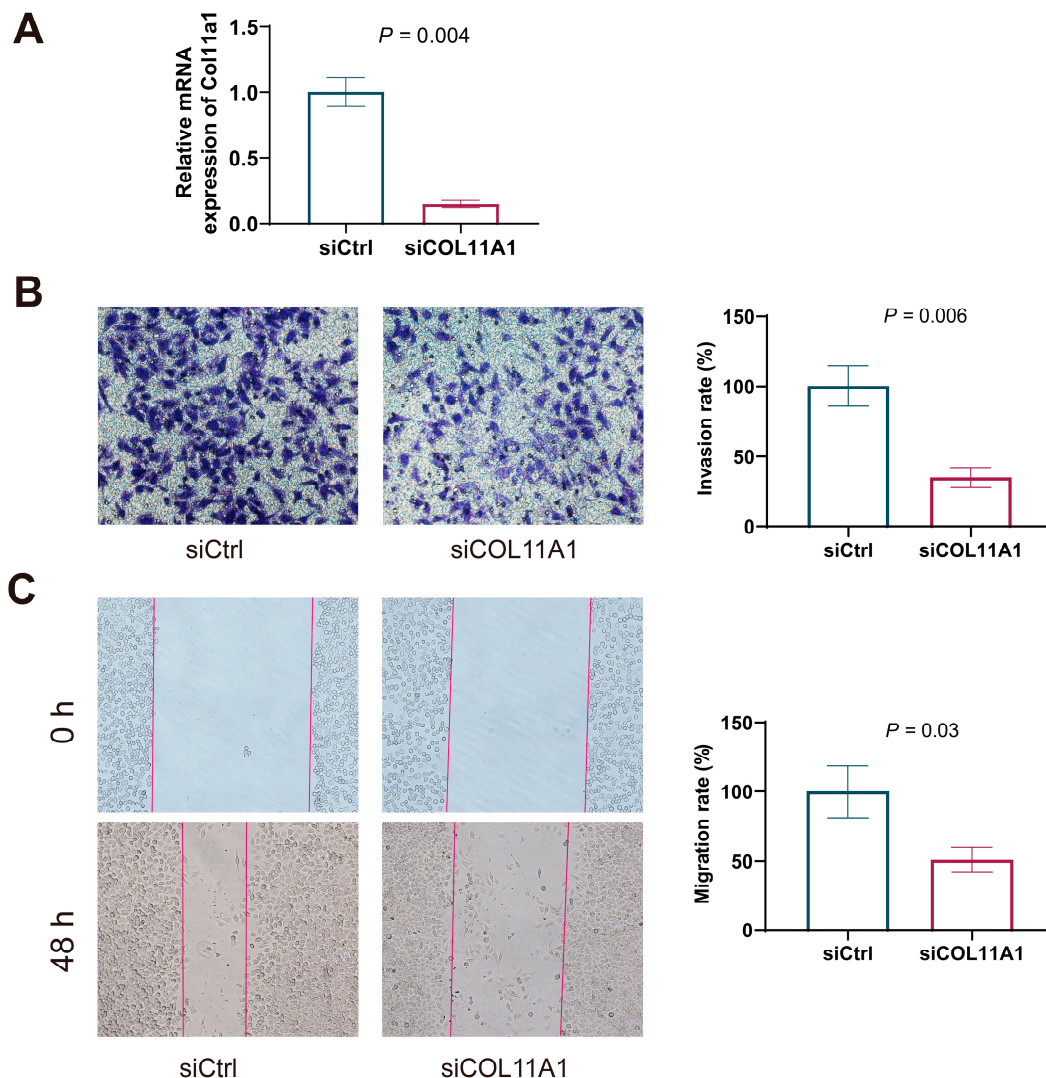 A
Relative mRNA
expression of Col11a1
1.5
1.0
0.5
0.0
P = 0.004
siCtrl
siCOL11A1
B
siCtrl
siCOL11A1
Invasion rate (%)
150
100
50
0
P = 0.006
siCtrl
siCOL11A1
C
0 h
48 h
siCtrl
siCOL11A1
Migration rate (%)
150
100
50
0
P = 0.03
siCtrl
siCOL11A1